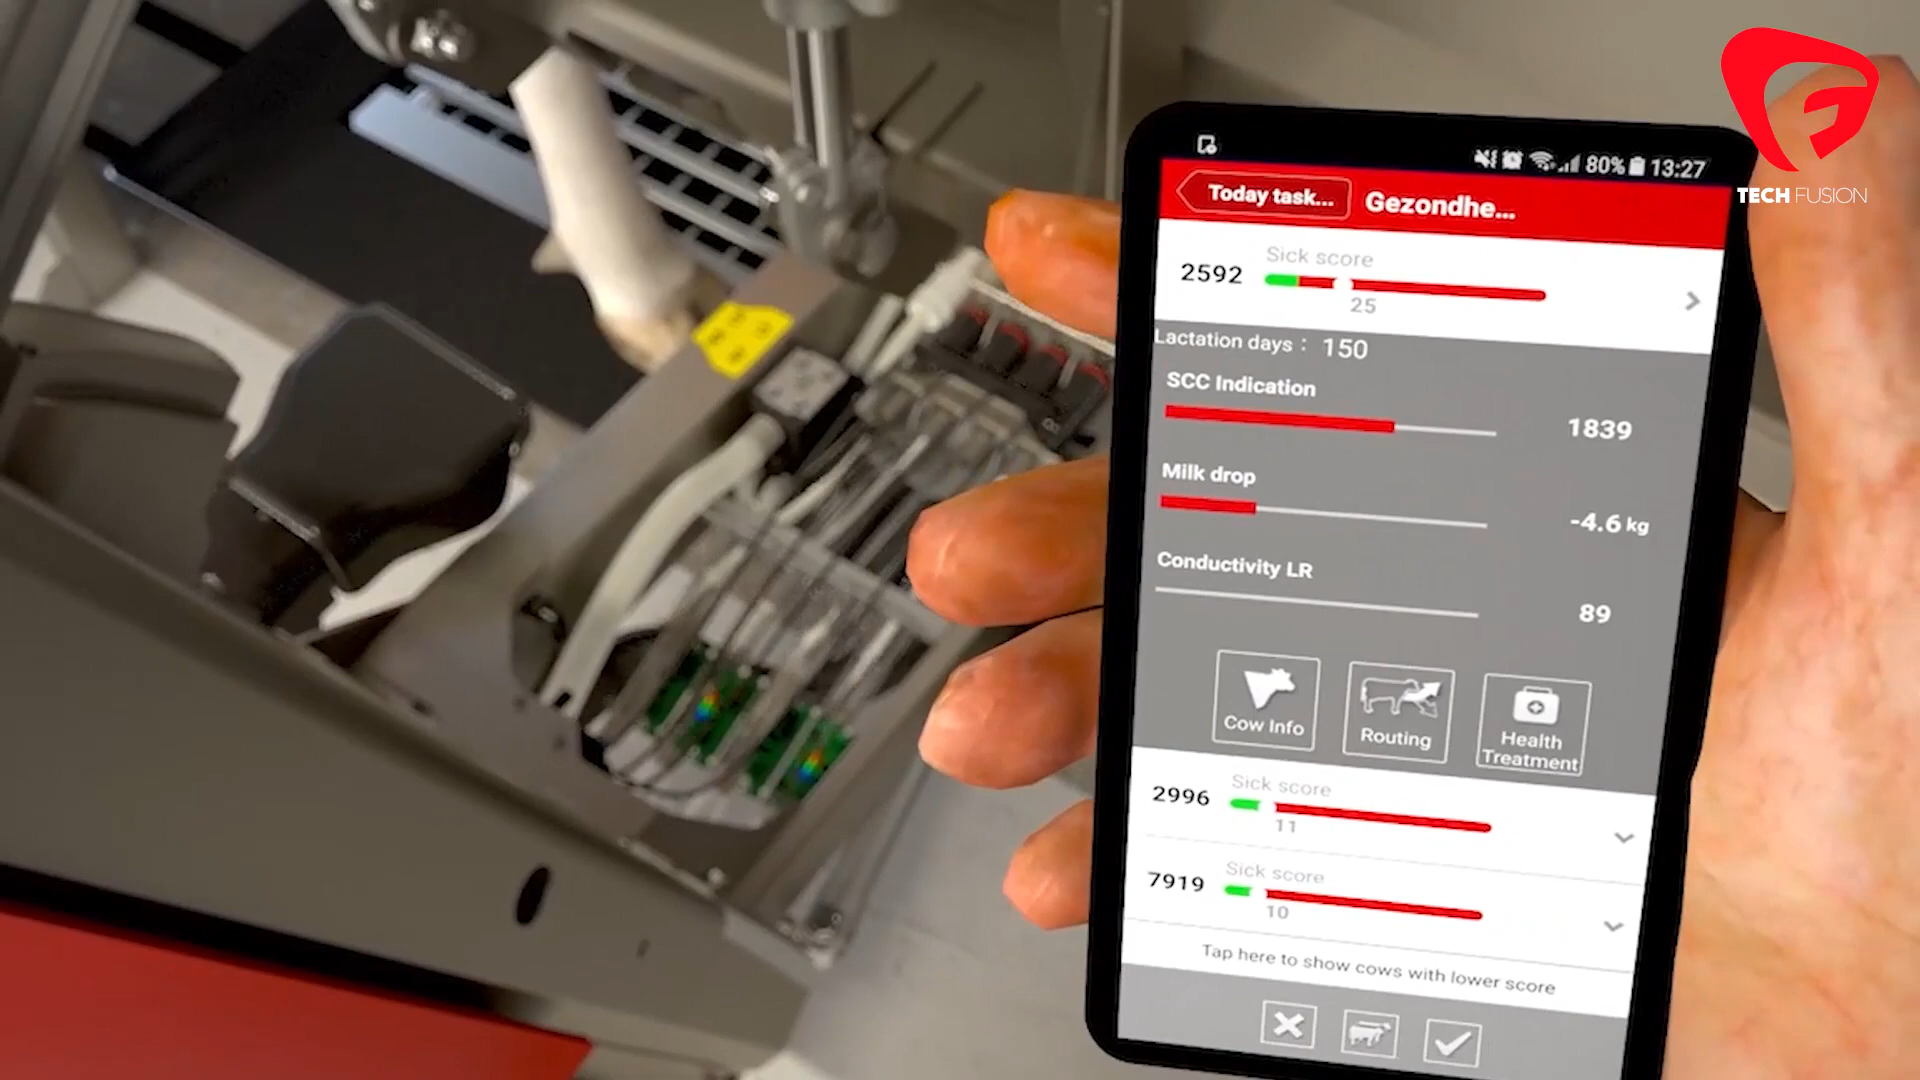 80% 13:27
Today task...
Gezondhe...
2592
Sick score
25
Lactation days : 150
SCC Indication
1839
Milk drop
-4.6 kg
Conductivity LR
89
Cow Info
Routing
Health
Treatment
2996
Sick score
11
7919
Sick score
10
Tap here to show cows with lower score
TECH FUSION